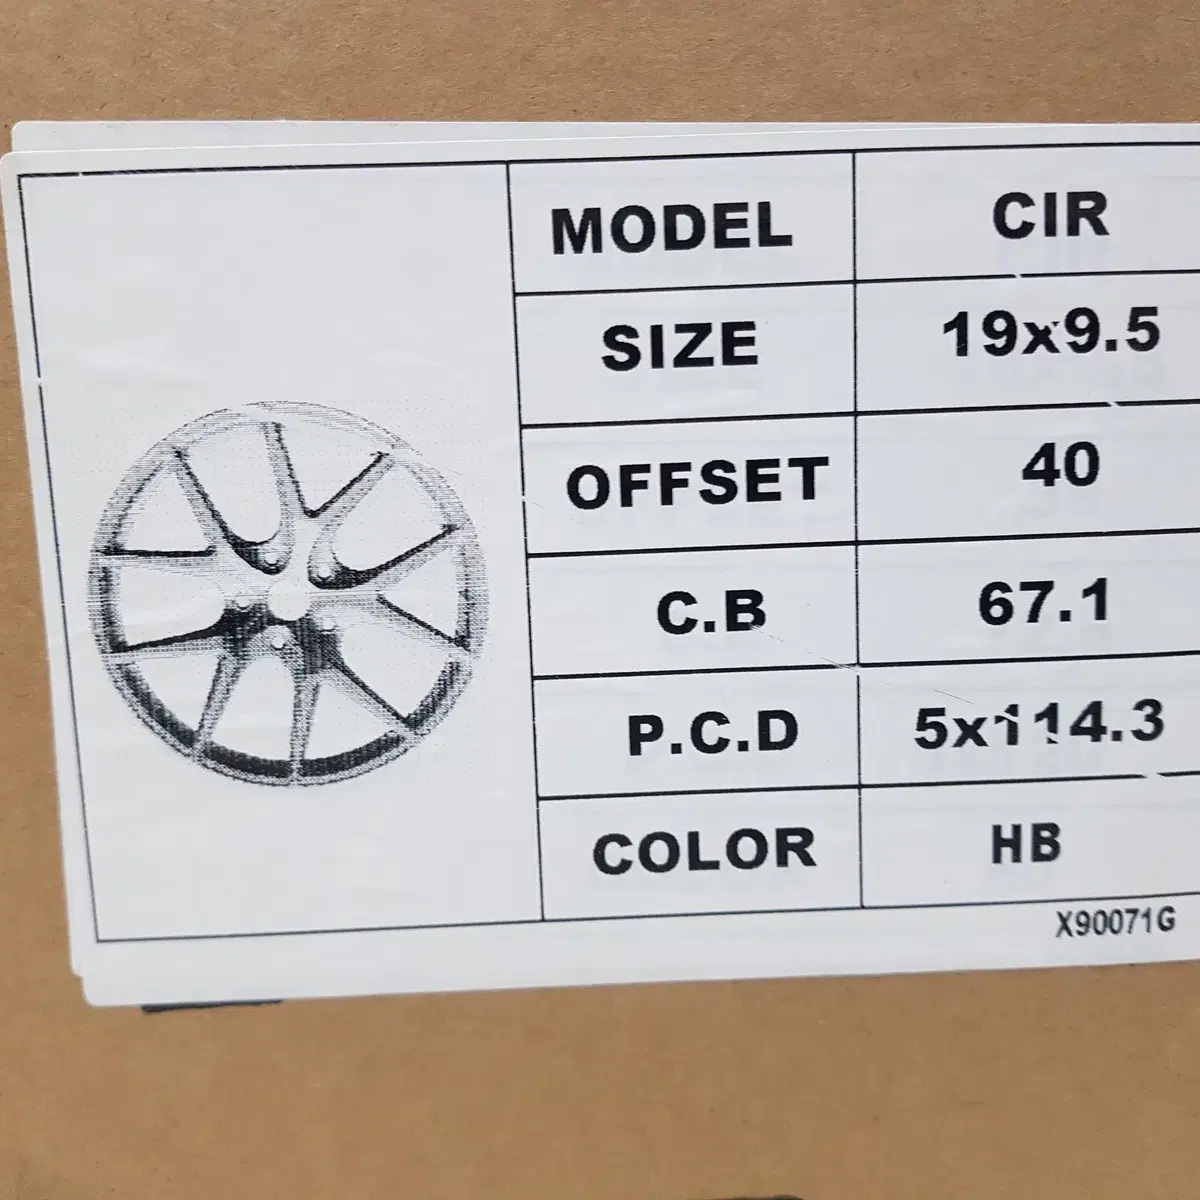 MODEL CIR
SIZE 19x9.5
OFFSET 40
C.B 67.1
P.C.D 5x114.3
COLOR HB
X90071G